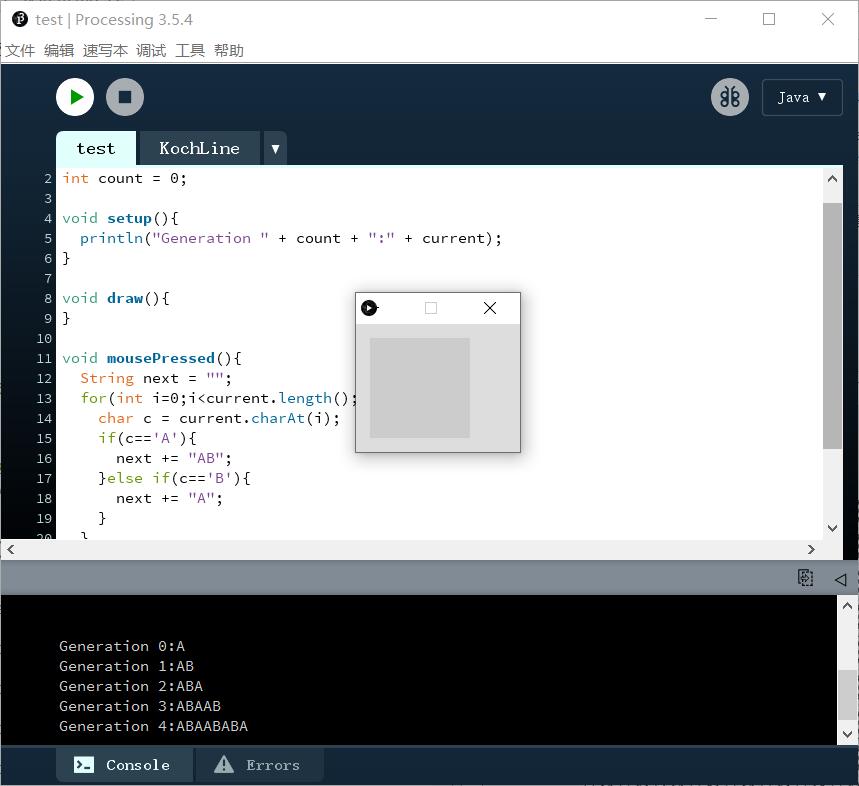 test | Processing 3.5.4
文件 编辑 速写本 调试 工具 帮助
Java ▼
test KochLine ▼
2 int count = 0;
3
4 void setup(){
5 println("Generation " + count + ":" + current);
6 }
7
8 void draw(){
9 }
10
11 void mousePressed(){
12 String next = "";
13 for(int i=0;i<current.length();
14 char c = current.charAt(i);
15 if(c=='A'){
16 next += "AB";
17 }else if(c=='B'){
18 next += "A";
19 }
20 }
Generation 0:A
Generation 1:AB
Generation 2:ABA
Generation 3:ABAAB
Generation 4:ABAABABA
Console Errors